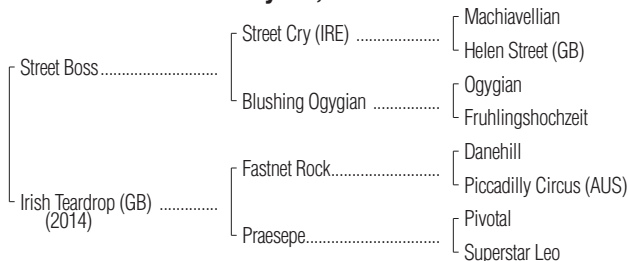 Machiavellian
Street Cry (IRE) ..................
Helen Street (GB)
Street Boss.........................
Ogygian
Blushing Ogygian ..............
Fruhlingshochzeit
Danehill
Fastnet Rock.......................
Piccadilly Circus (AUS)
Irish Teardrop (GB) ............
(2014)
Pivotal
Praesepe............................
Superstar Leo